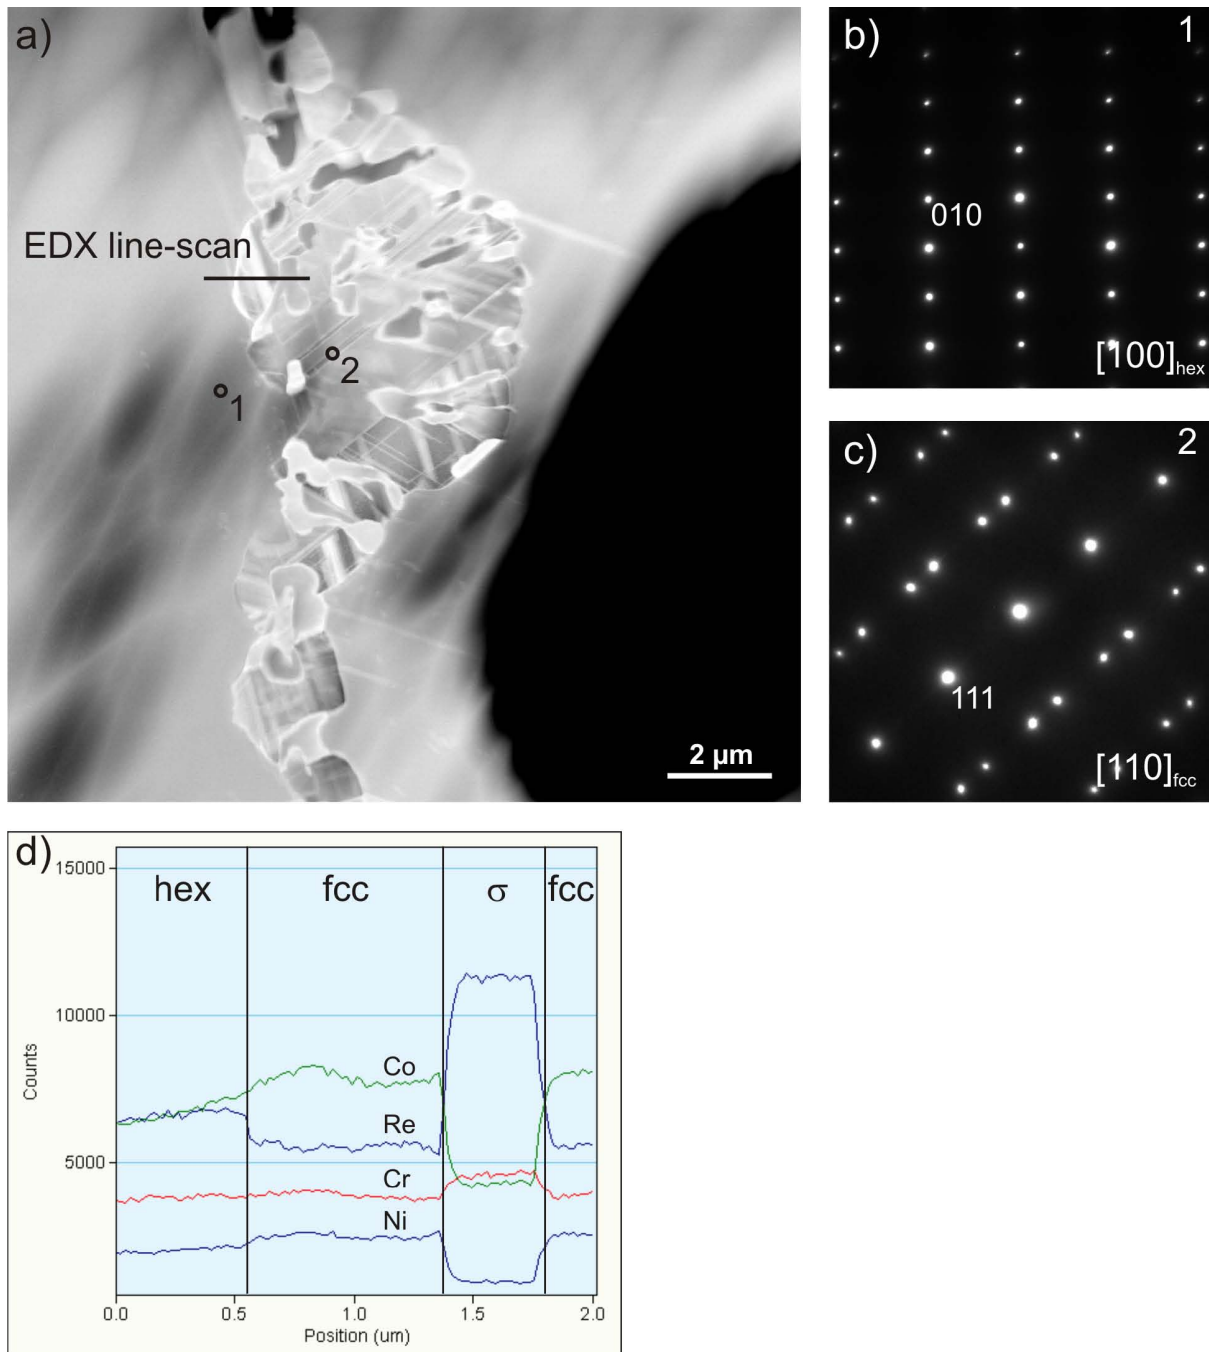 a)
EDX line-scan
1
2
2 µm
b)
1
010
[100]hex
c)
2
111
[110]fcc
d)
hex
fcc
σ
fcc
15000
10000
5000
Counts
Co
Re
Cr
Ni
0.0
0.5
1.0
1.5
2.0
Position (um)